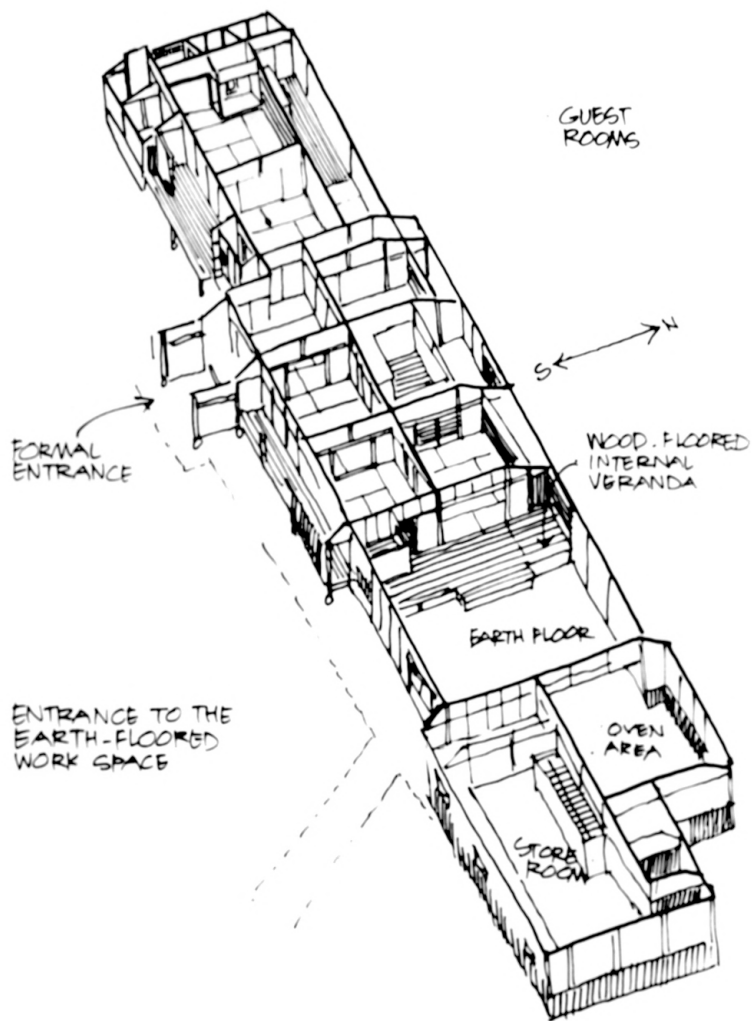 GUEST
ROOMS
S
N
FORMAL
ENTRANCE
WOOD-FLOORED
INTERNAL
VERANDA
EARTH FLOOR
ENTRANCE TO THE
EARTH-FLOORED
WORK SPACE
OVEN
AREA
STORE
ROOM